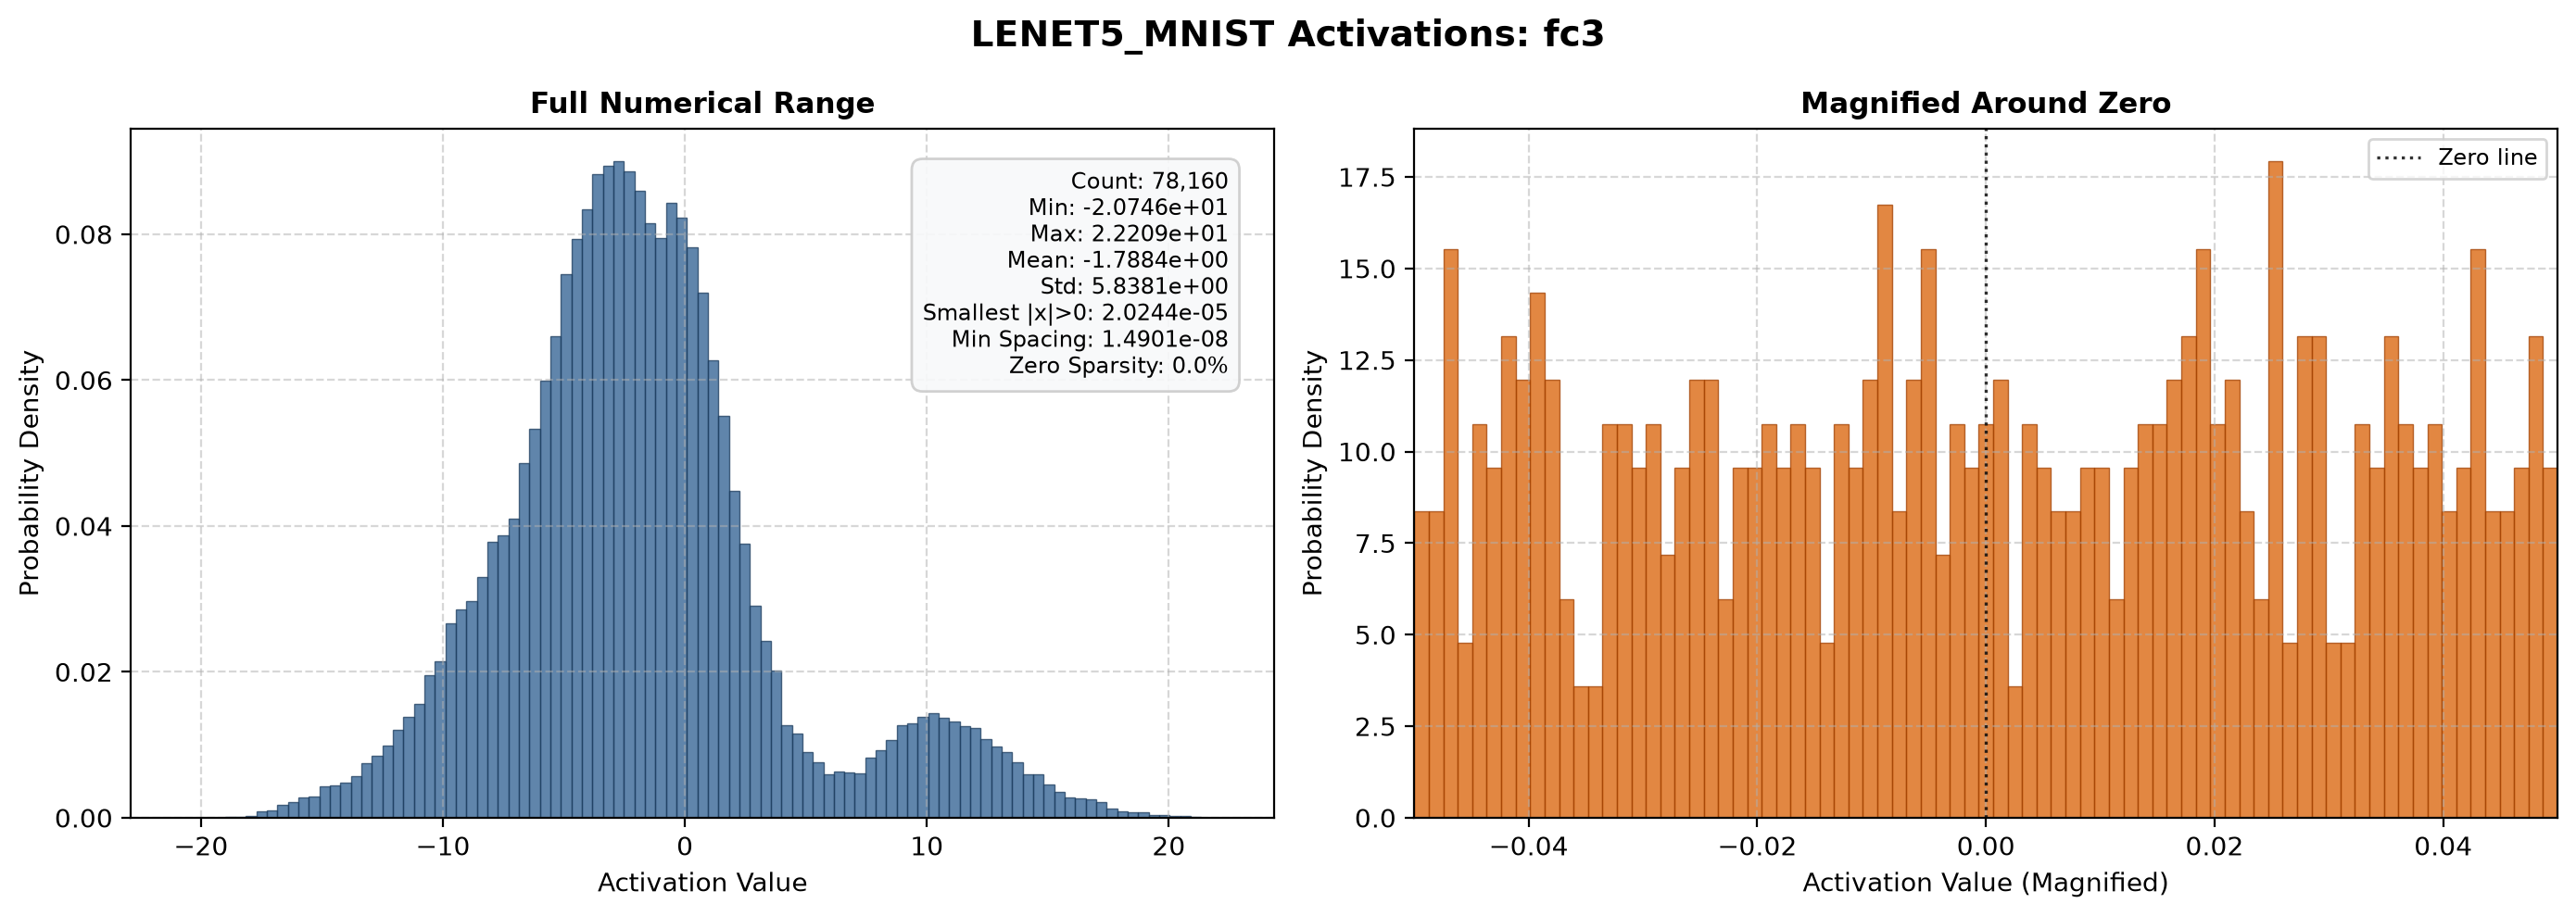 LENET5_MNIST Activations: fc3
Full Numerical Range
Probability Density
0.08
0.06
0.04
0.02
0.00
Count: 78,160
Min: -2.0746e+01
Max: 2.2209e+01
Mean: -1.7884e+00
Std: 5.8381e+00
Smallest |x|>0: 2.0244e-05
Min Spacing: 1.4901e-08
Zero Sparsity: 0.0%
−20 −10 0 10 20
Activation Value
Magnified Around Zero
Probability Density
17.5
15.0
12.5
10.0
7.5
5.0
2.5
0.0
Zero line
−0.04 −0.02 0.00 0.02 0.04
Activation Value (Magnified)